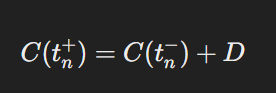 C(t_n^+) = C(t_n^-) + D